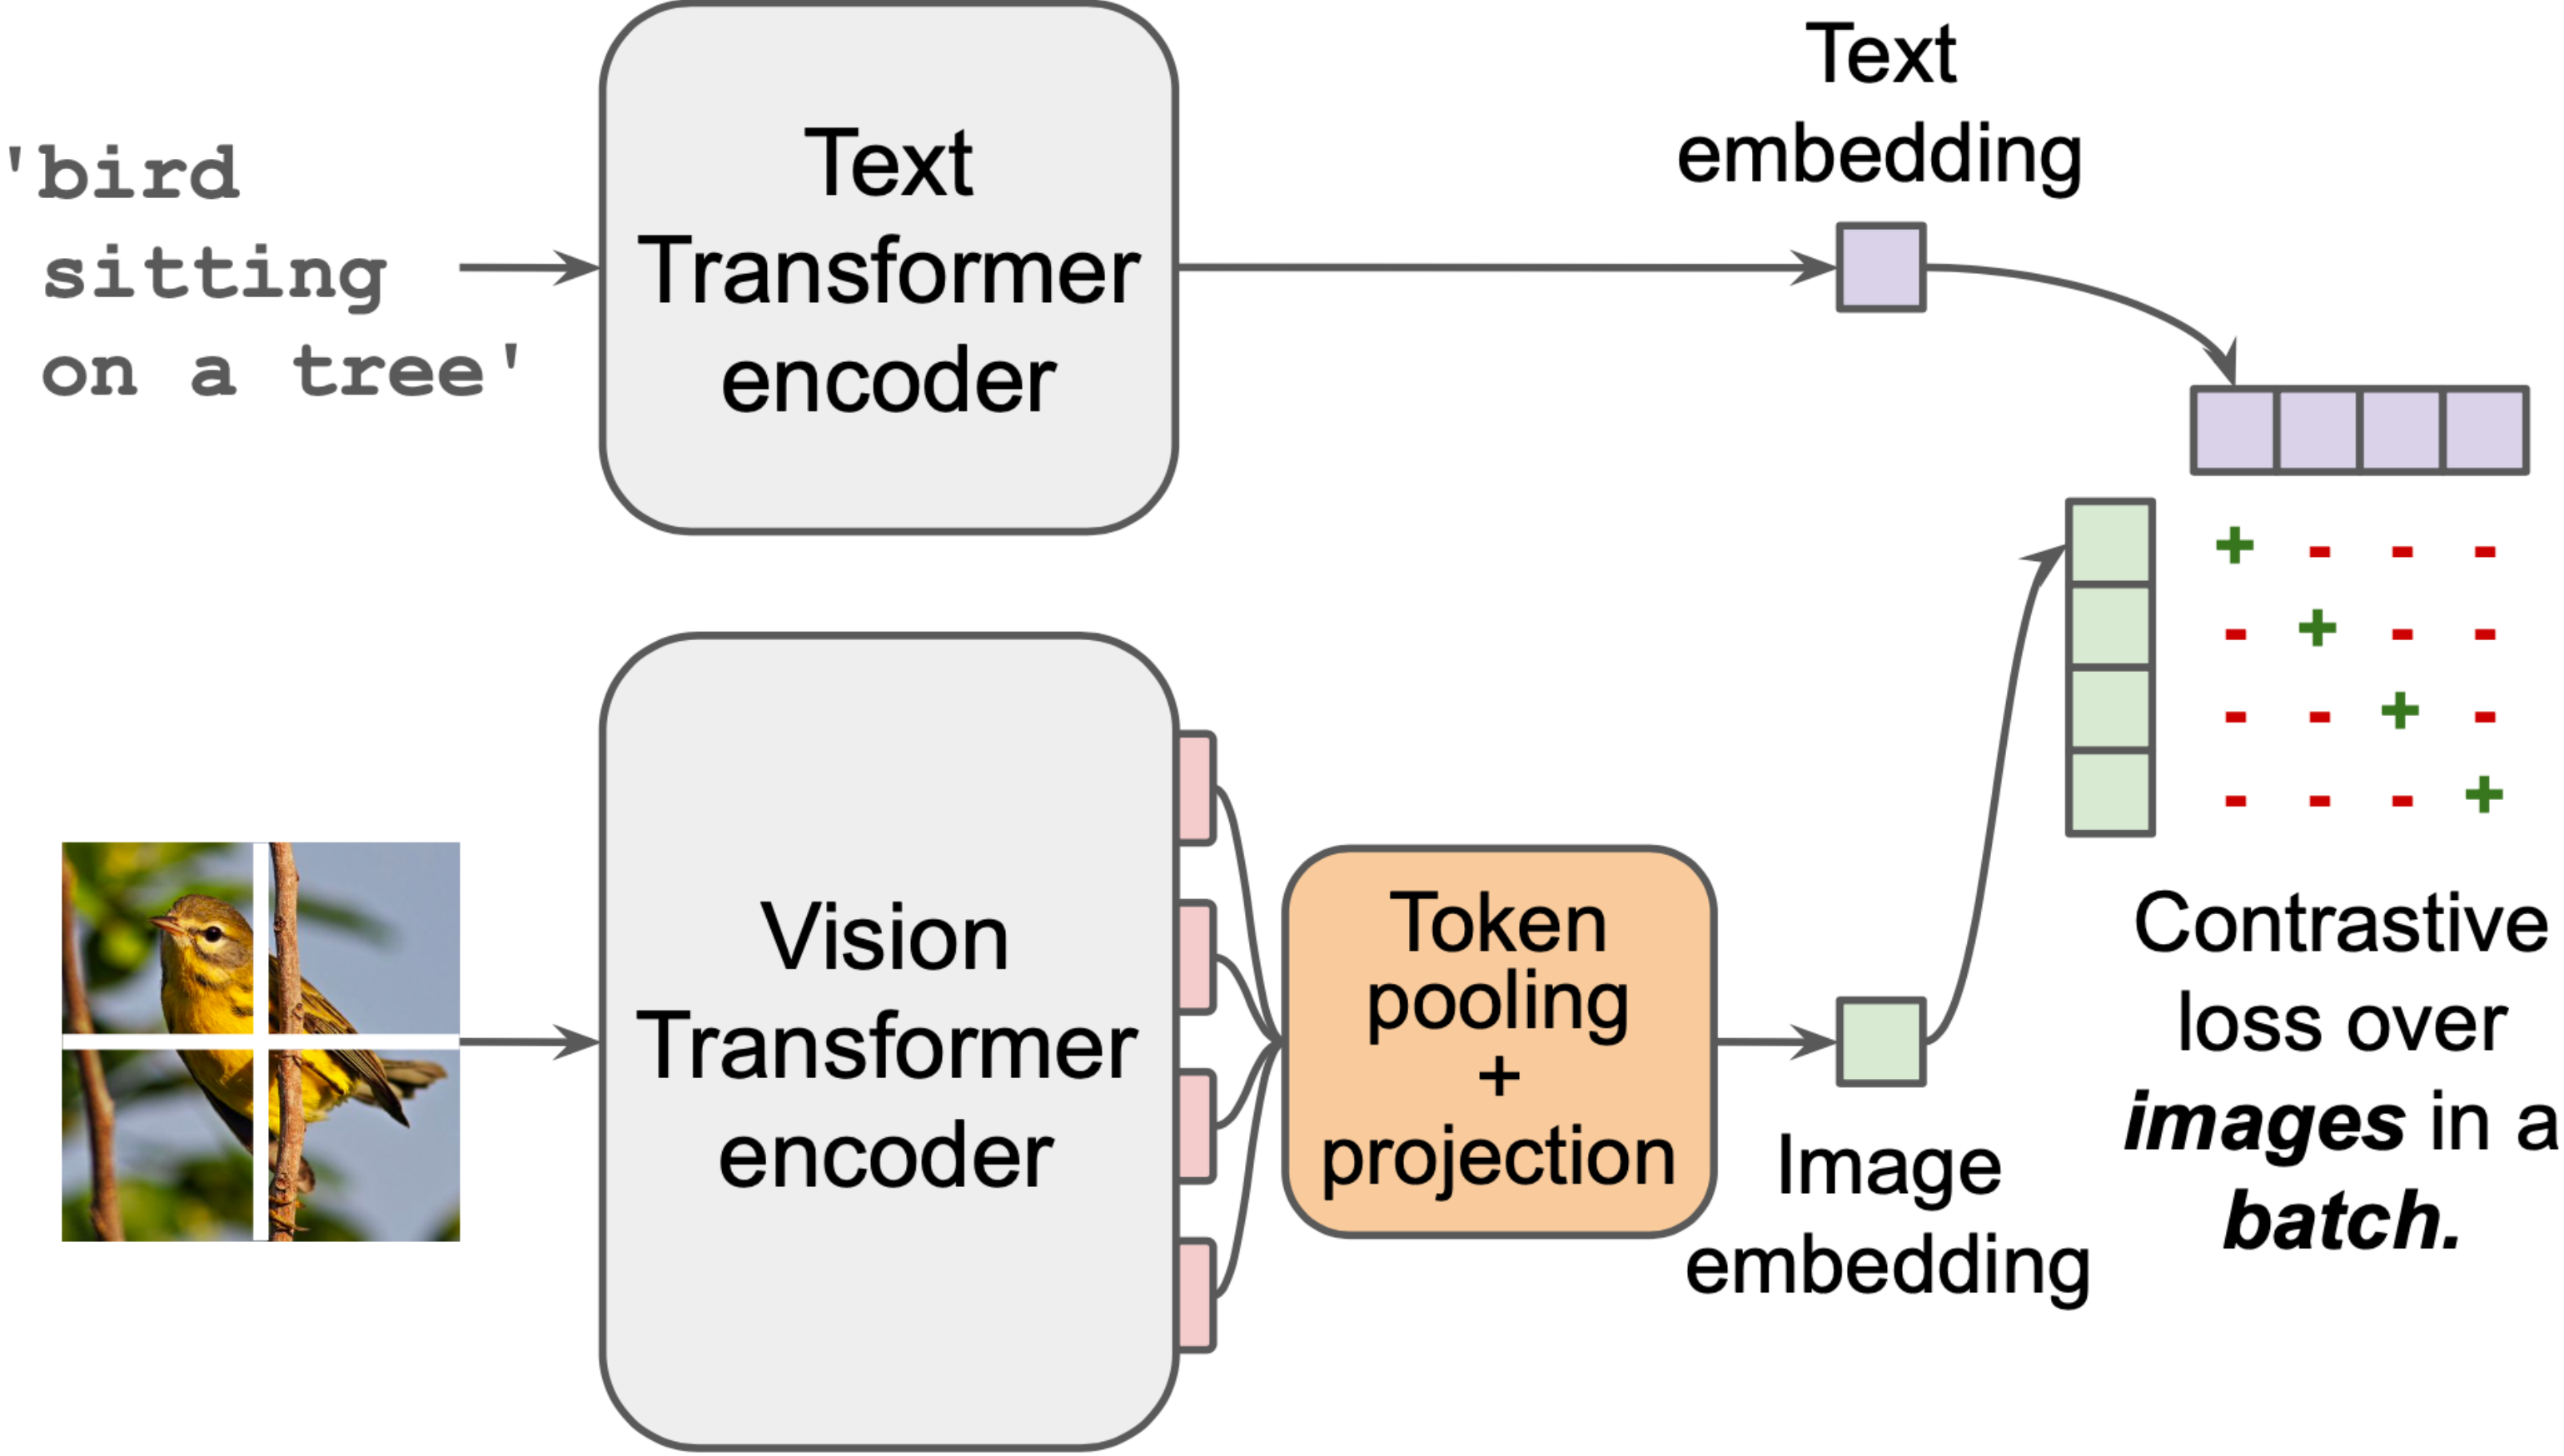 'bird
sitting
on a tree'
Text
Transformer
encoder
Text
embedding
Vision
Transformer
encoder
Token
pooling
+
projection
Image
embedding
+ - - -
- + - -
- - + -
- - - +
Contrastive
loss over
images in a
batch.